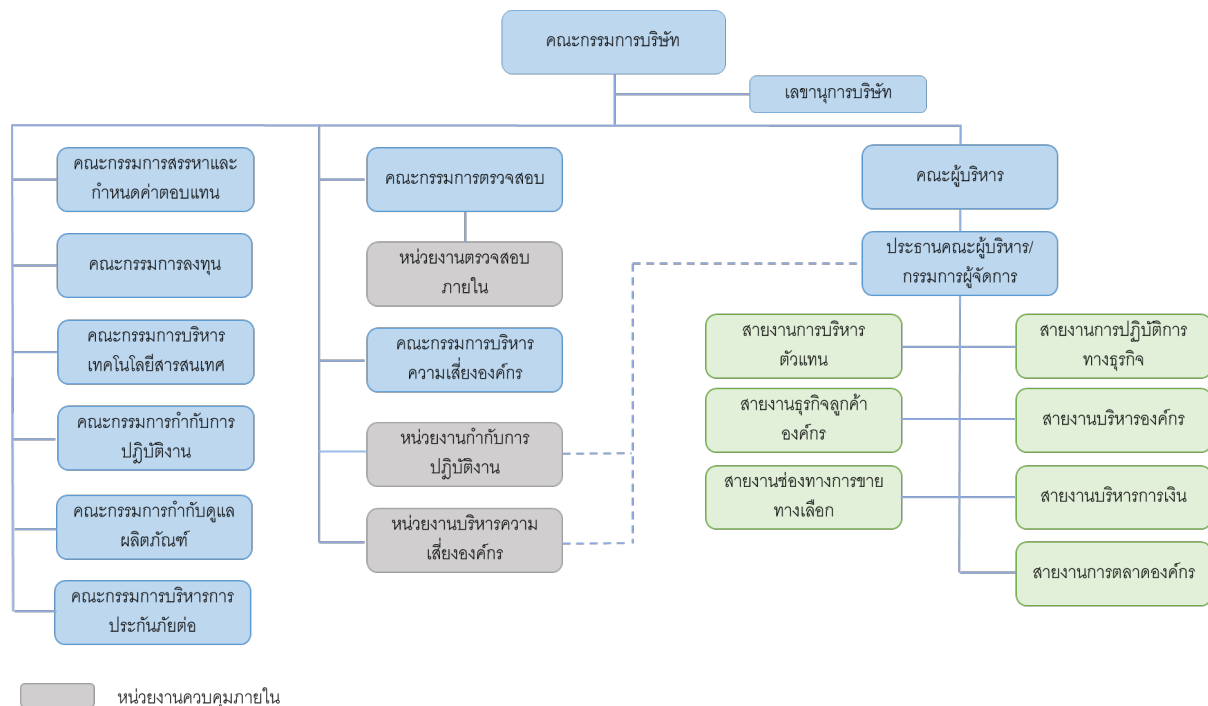 คณะกรรมการบริษัท
เลขานุการบริษัท
คณะกรรมการสรรหาและ
กำหนดค่าตอบแทน
คณะกรรมการลงทุน
คณะกรรมการบริหาร
เทคโนโลยีสารสนเทศ
คณะกรรมการกำกับการ
ปฏิบัติงาน
คณะกรรมการกำกับดูแล
ผลิตภัณฑ์
คณะกรรมการบริหารการ
ประกันภัยต่อ
คณะกรรมการตรวจสอบ
หน่วยงานตรวจสอบ
ภายใน
คณะกรรมการบริหาร
ความเสี่ยงองค์กร
หน่วยงานกำกับการ
ปฏิบัติงาน
หน่วยงานบริหารความ
เสี่ยงองค์กร
คณะผู้บริหาร
ประธานคณะผู้บริหาร/
กรรมการผู้จัดการ
สายงานการบริหาร
ตัวแทน
สายงานธุรกิจลูกค้า
องค์กร
สายงานช่องทางการขาย
ทางเลือก
สายงานการปฏิบัติการ
ทางธุรกิจ
สายงานบริหารองค์กร
สายงานบริหารการเงิน
สายงานการตลาดองค์กร
หน่วยงานควบคุมภายใน